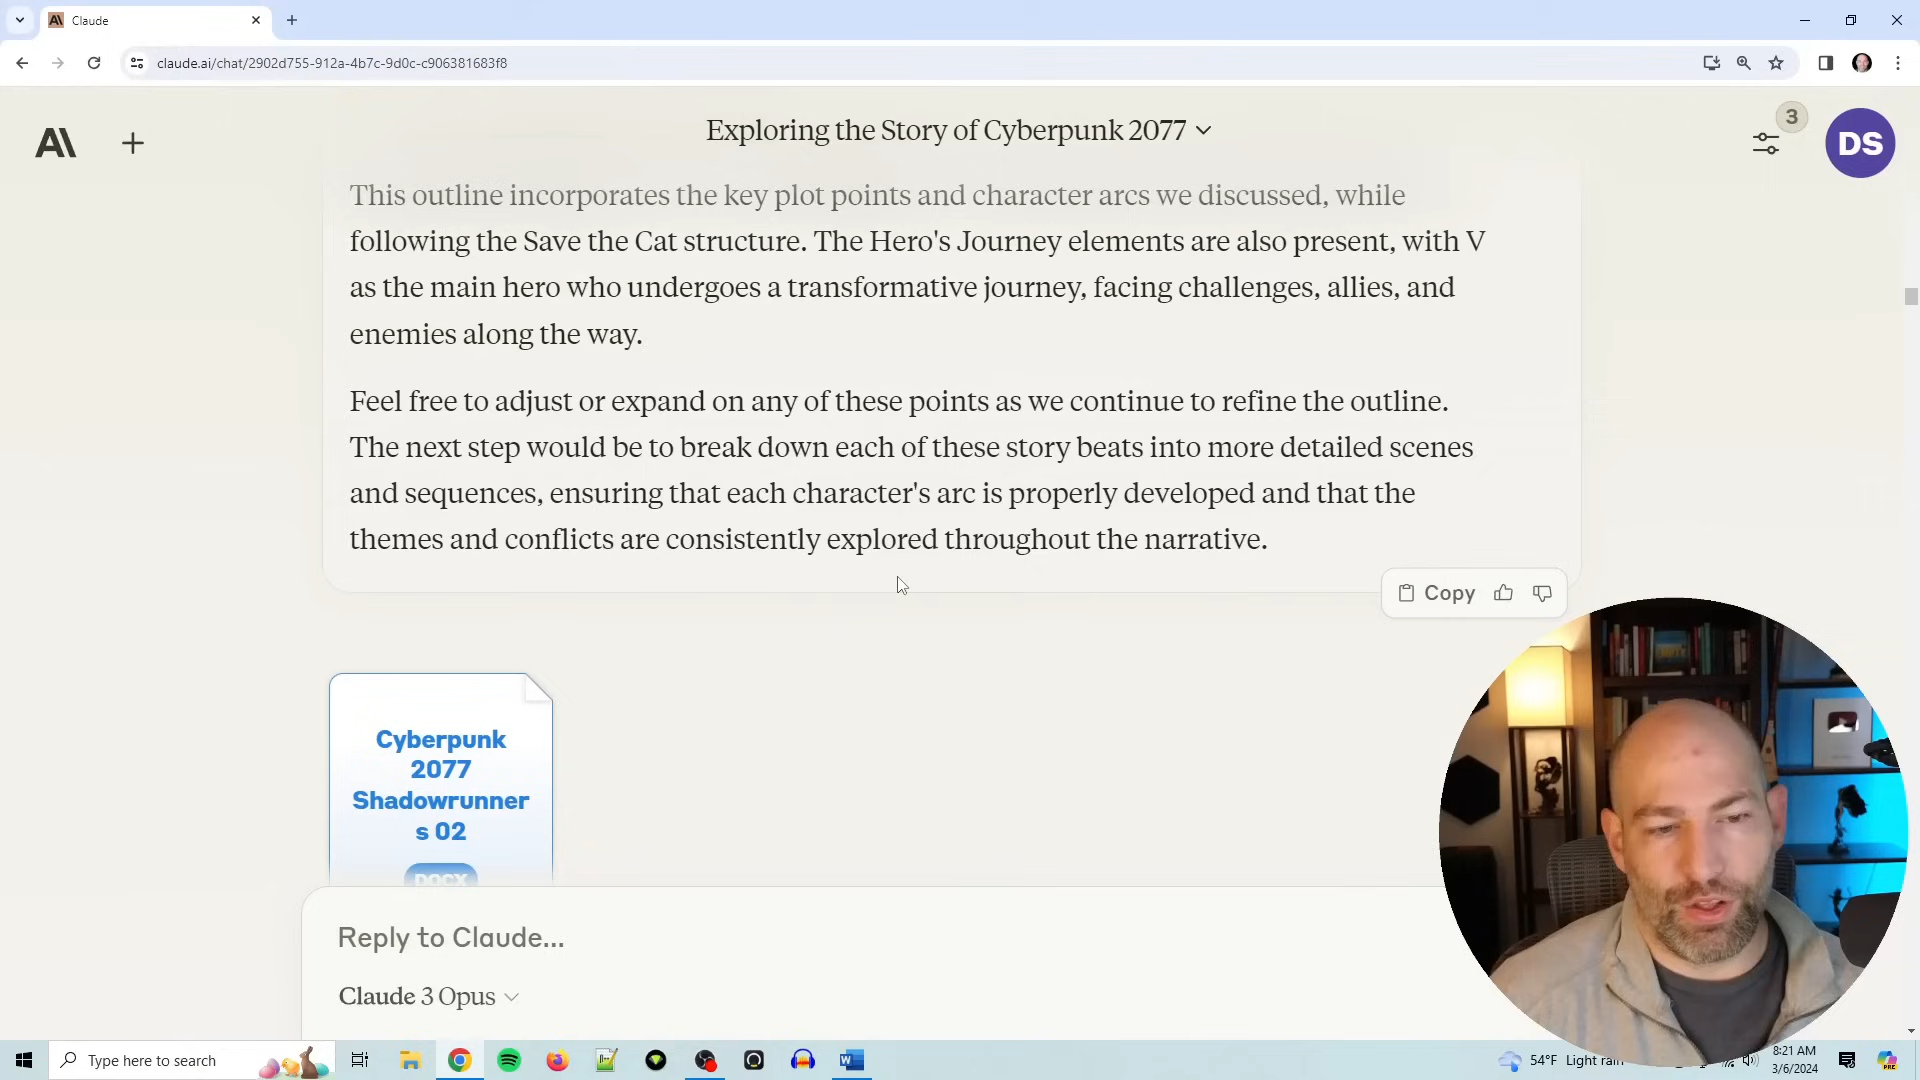 Claude
claude.ai/chat/2902d755-912a-4b7c-9d0c-c906381683f8
Exploring the Story of Cyberpunk 2077
3
DS
This outline incorporates the key plot points and character arcs we discussed, while
following the Save the Cat structure. The Hero's Journey elements are also present, with V
as the main hero who undergoes a transformative journey, facing challenges, allies, and
enemies along the way.
Feel free to adjust or expand on any of these points as we continue to refine the outline.
The next step would be to break down each of these story beats into more detailed scenes
and sequences, ensuring that each character's arc is properly developed and that the
themes and conflicts are consistently explored throughout the narrative.
Copy
Cyberpunk
2077
Shadowrunner
s 02
DOCX
Reply to Claude...
Claude 3 Opus
Type here to search
54°F Light rain
8:21 AM
3/6/2024